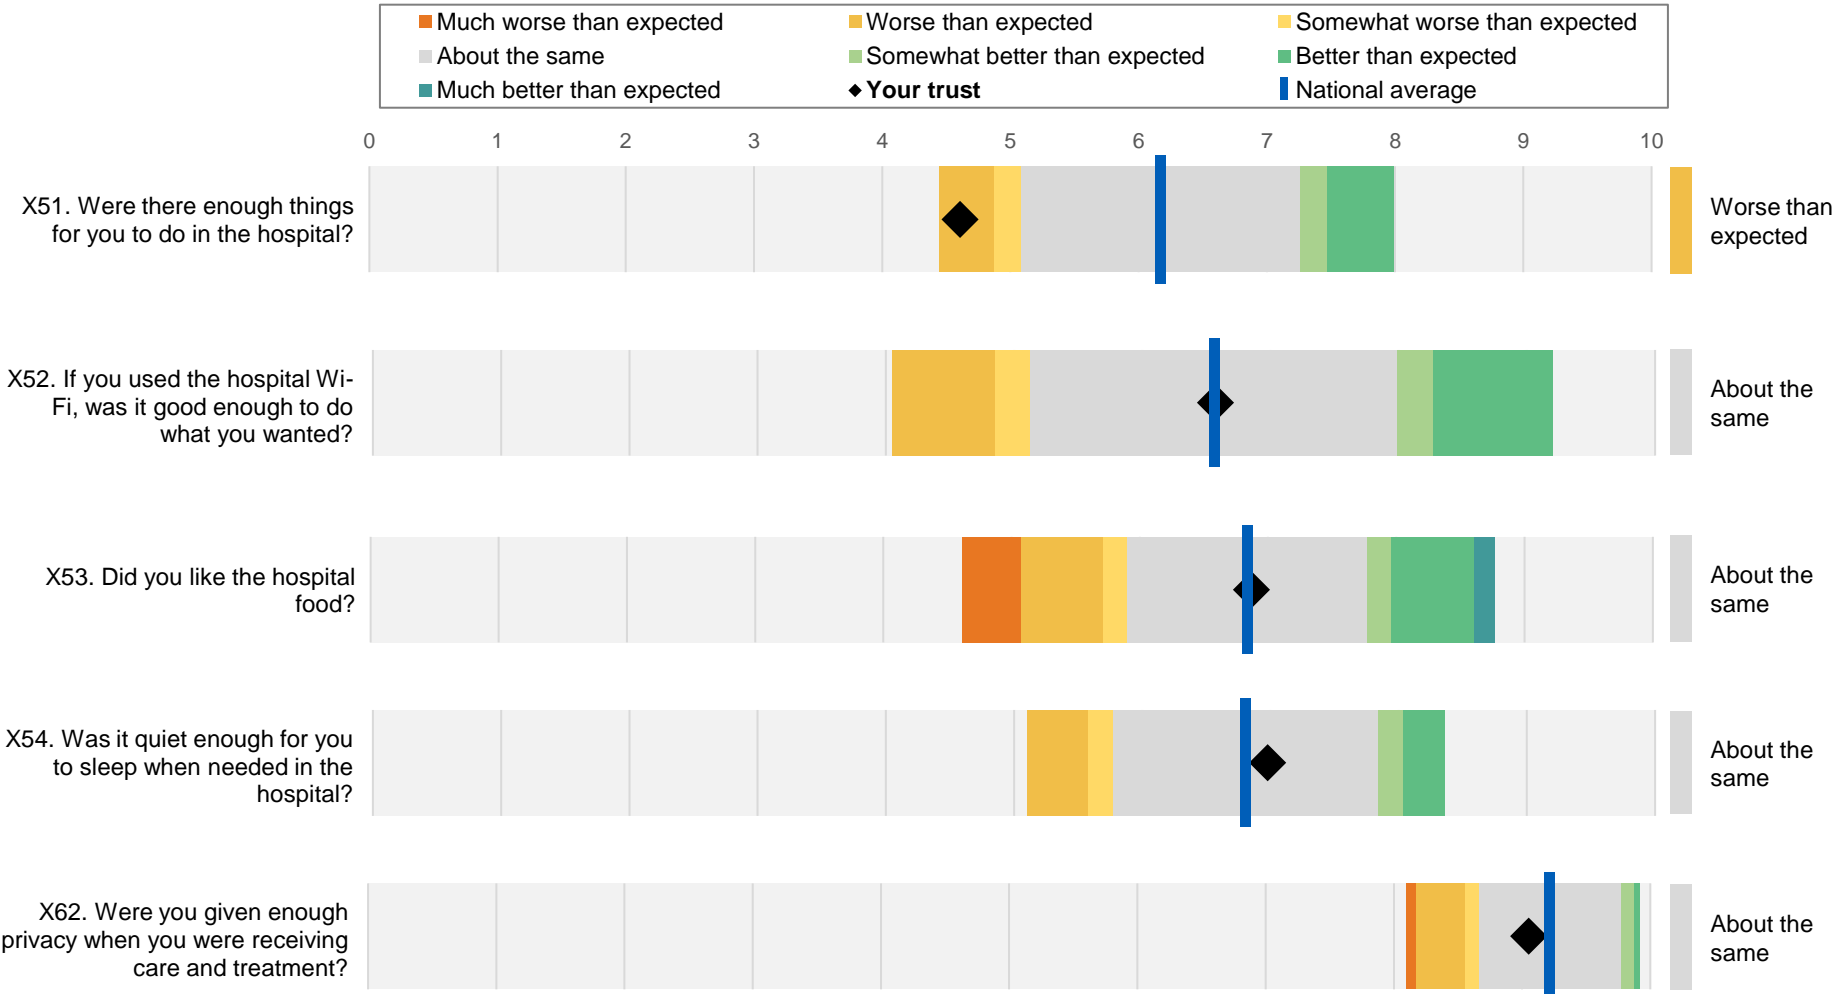 Much worse than expected
Worse than expected
Somewhat worse than expected
About the same
Somewhat better than expected
Better than expected
Much better than expected
Your trust
National average
0 1 2 3 4 5 6 7 8 9 10
X51. Were there enough things
for you to do in the hospital?
Worse than
expected
X52. If you used the hospital Wi-
Fi, was it good enough to do
what you wanted?
About the
same
X53. Did you like the hospital
food?
About the
same
X54. Was it quiet enough for you
to sleep when needed in the
hospital?
About the
same
X62. Were you given enough
privacy when you were receiving
care and treatment?
About the
same